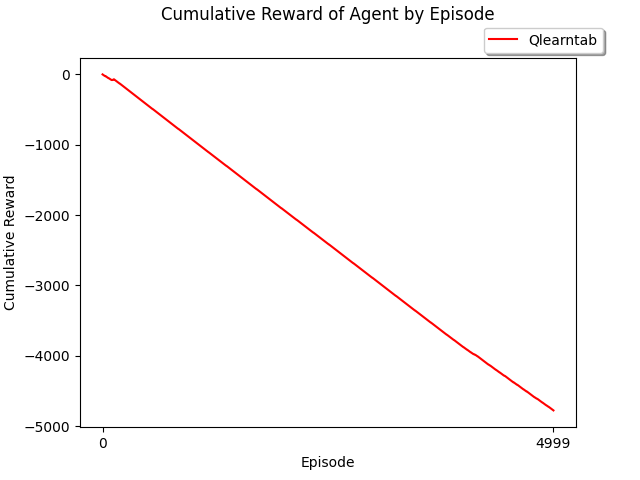 Cumulative Reward of Agent by Episode
Qlearntab
0
−1000
−2000
−3000
−4000
−5000
Cumulative Reward
0
4999
Episode